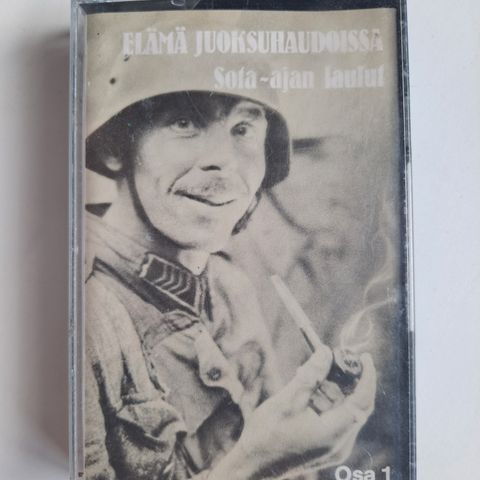 ELÄMÄ JUOKSUHAUDOISSA
Sota-ajan laulut
Osa 1